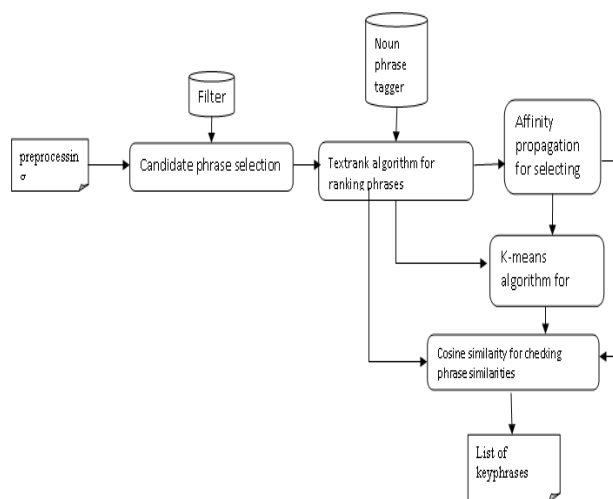 Noun
phrase
tagger
Filter
preprocessin
g
Candidate phrase selection
Textrank algorithm for
ranking phrases
Affinity
propagation
for selecting
K-means
algorithm for
Cosine similarity for checking
phrase similarities
List of
keyphrases